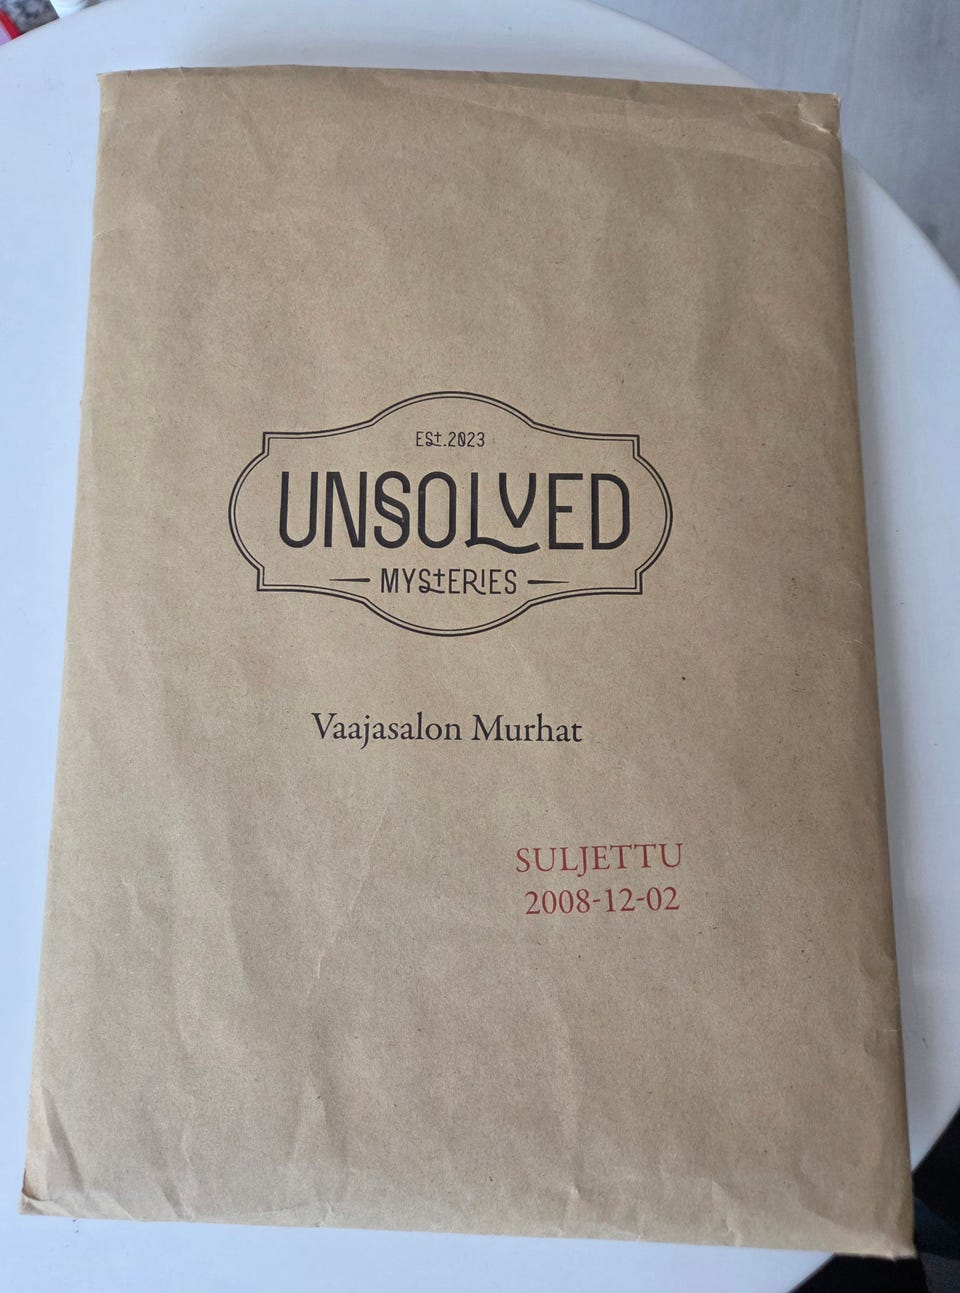 Est.2023
UNSOLVED
MYSTERIES
Vaajasalon Murhat
SULJETTU
2008-12-02